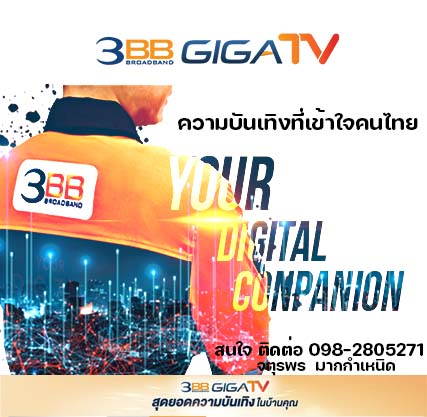 3BB GIGATV
BROADBAND
ความบันเทิงที่เข้าใจคนไทย
3BB
BROADBAND
YOUR
DIGITAL
COMPANION
สนใจ ติดต่อ 098-2805271
จตุรพร มากกำเหนิด
3BB GIGATV
สุดยอดความบันเทิง ในบ้านคุณ